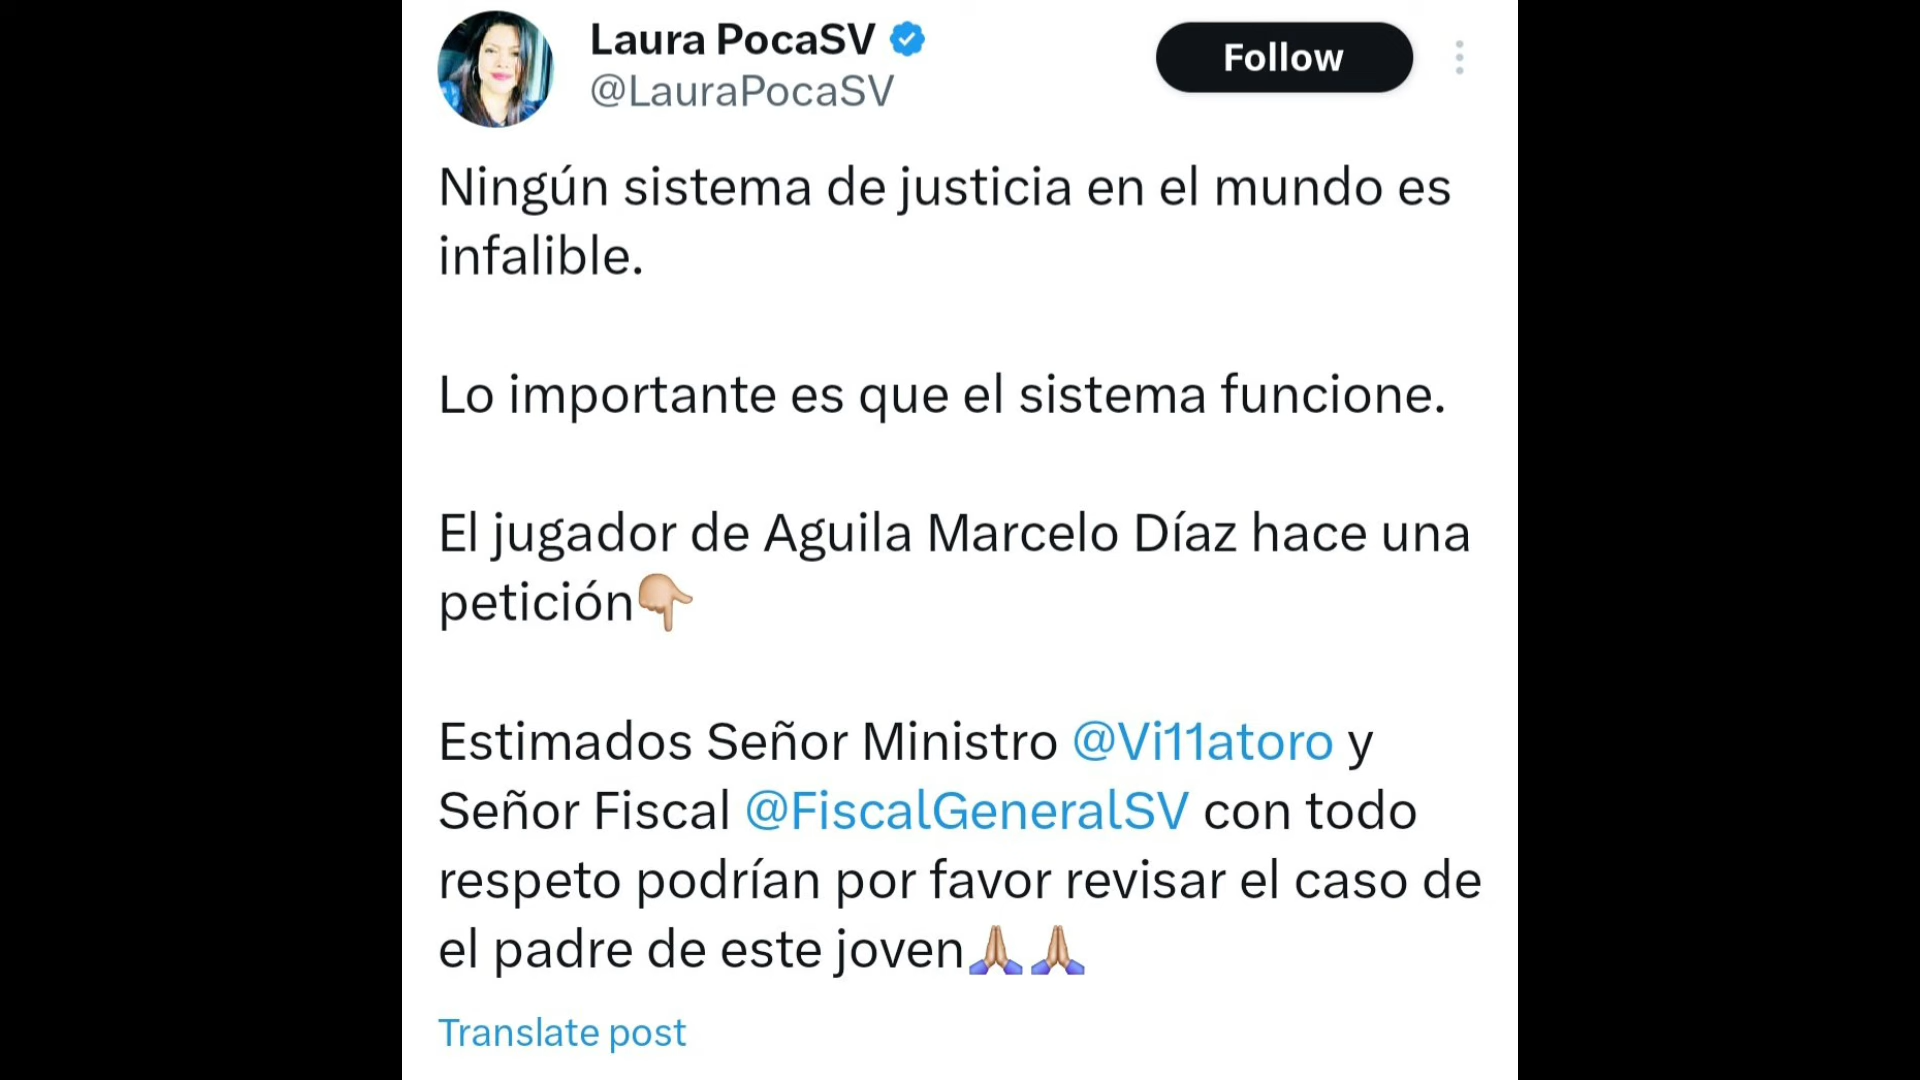 Laura PocaSV
@LauraPocaSV
Follow
Ningún sistema de justicia en el mundo es
infalible.
Lo importante es que el sistema funcione.
El jugador de Aguila Marcelo Díaz hace una
petición👇🏼
Estimados Señor Ministro @Vi11atoro y
Señor Fiscal @FiscalGeneralSV con todo
respeto podrían por favor revisar el caso de
el padre de este joven🙏🏼🙏🏼
Translate post